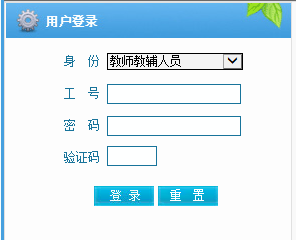 用户登录
身 份 教师教辅人员
工 号
密 码
验证码
登 录 重 置